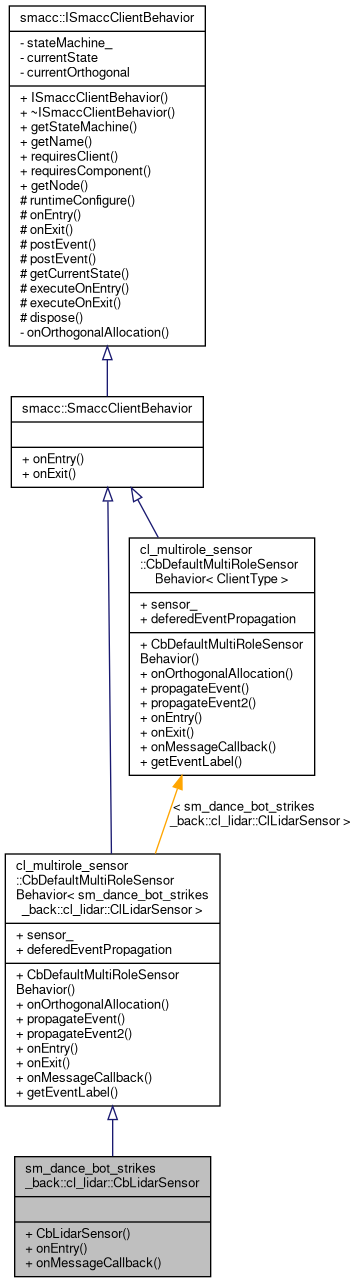 smacc::ISmaccClientBehavior
- stateMachine_
- currentState
- currentOrthogonal
+ ISmaccClientBehavior()
+ ~ISmaccClientBehavior()
+ getStateMachine()
+ getName()
+ requiresClient()
+ requiresComponent()
+ getNode()
# runtimeConfigure()
# onEntry()
# onExit()
# postEvent()
# postEvent()
# getCurrentState()
# executeOnEntry()
# executeOnExit()
# dispose()
- onOrthogonalAllocation()
smacc::SmaccClientBehavior
+ onEntry()
+ onExit()
cl_multirole_sensor
::CbDefaultMultiRoleSensor
Behavior< ClientType >
+ sensor_
+ deferedEventPropagation
+ CbDefaultMultiRoleSensor
Behavior()
+ onOrthogonalAllocation()
+ propagateEvent()
+ propagateEvent2()
+ onEntry()
+ onExit()
+ onMessageCallback()
+ getEventLabel()
< sm_dance_bot_strikes
_back::cl_lidar::ClLidarSensor >
cl_multirole_sensor
::CbDefaultMultiRoleSensor
Behavior< sm_dance_bot_strikes
_back::cl_lidar::ClLidarSensor >
+ sensor_
+ deferedEventPropagation
+ CbDefaultMultiRoleSensor
Behavior()
+ onOrthogonalAllocation()
+ propagateEvent()
+ propagateEvent2()
+ onEntry()
+ onExit()
+ onMessageCallback()
+ getEventLabel()
sm_dance_bot_strikes
_back::cl_lidar::CbLidarSensor
+ CbLidarSensor()
+ onEntry()
+ onMessageCallback()